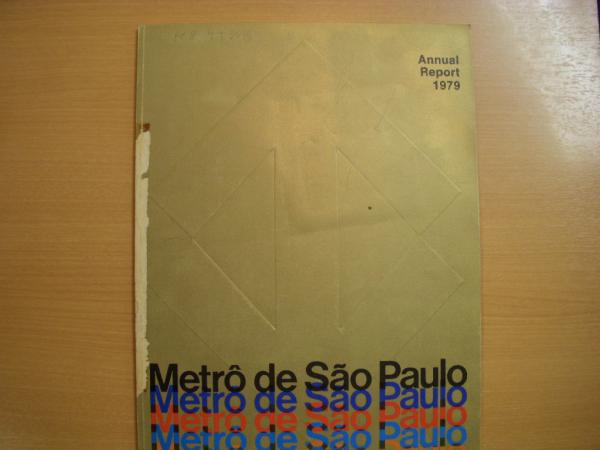 Annual
Report
1979
Metrô de São Paulo
Metrô de São Paulo
Metrô de São Paulo
Metrô de São Paulo